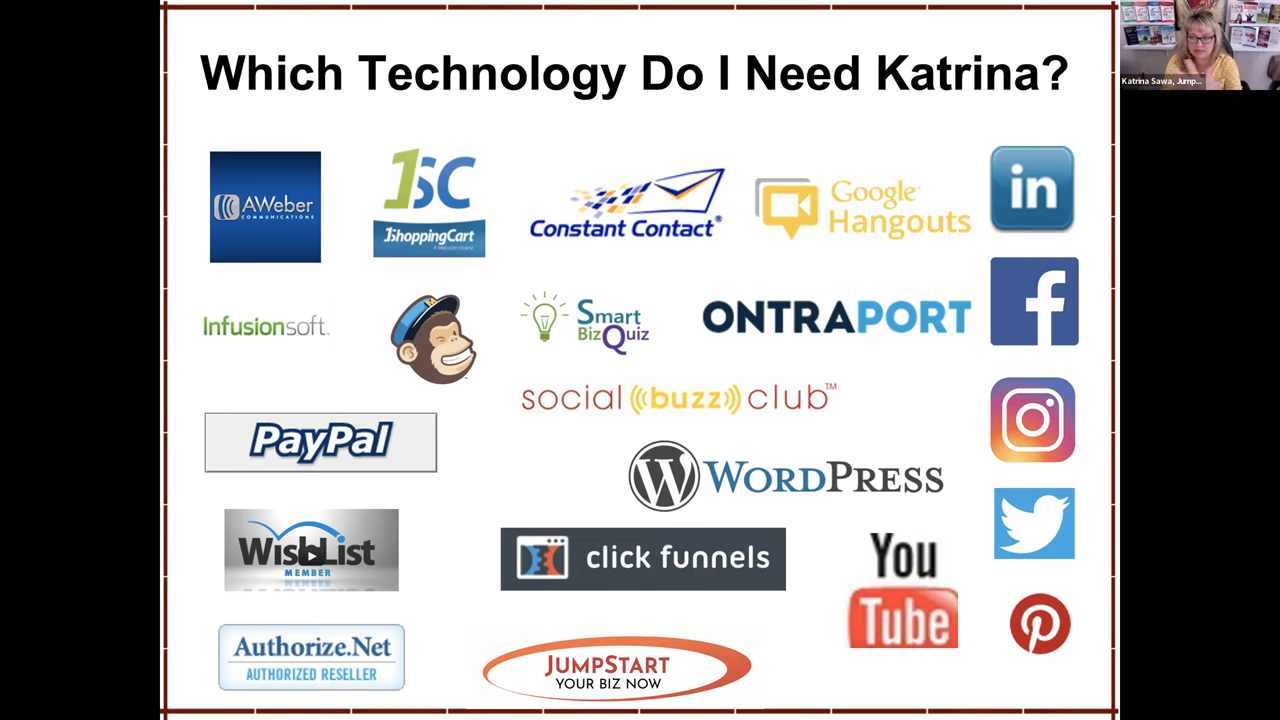 Which Technology Do I Need Katrina?
Katrina Sawa, Jump...
AWeber
COMMUNICATIONS
1SC
1ShoppingCart
Constant Contact®
Google
Hangouts
in
Infusionsoft.
M
Smart
BizQuiz
ONTRAPORT
f
social ((buzz)) club™
PayPal
W WORDPRESS
WishList
MEMBER
click funnels
You
Tube
Authorize.Net
AUTHORIZED RESELLER
JUMPSTART
YOUR BIZ NOW